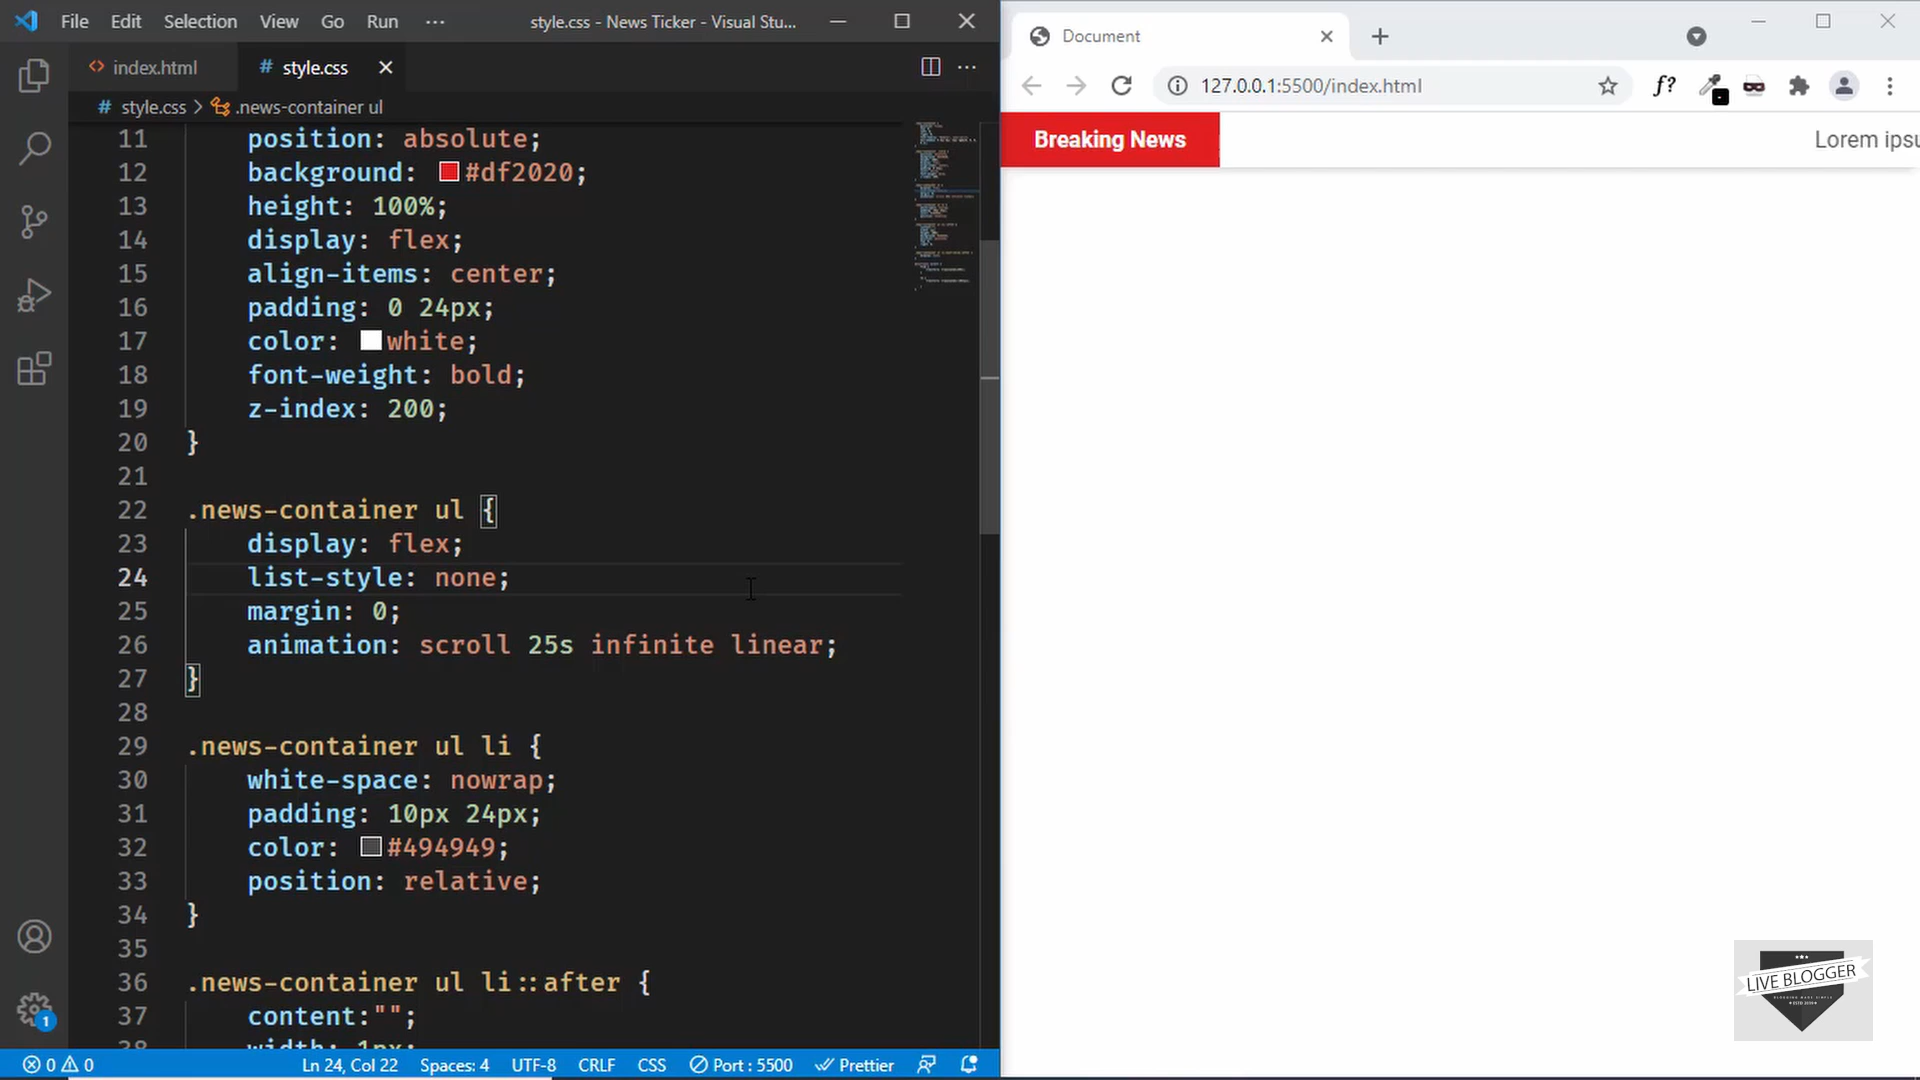 File Edit Selection View Go Run ··· style.css - News Ticker - Visual Stu...
index.html
style.css
style.css > .news-container ul
11 position: absolute;
12 background: #df2020;
13 height: 100%;
14 display: flex;
15 align-items: center;
16 padding: 0 24px;
17 color: white;
18 font-weight: bold;
19 z-index: 200;
20 }
21
22 .news-container ul {
23 display: flex;
24 list-style: none;
25 margin: 0;
26 animation: scroll 25s infinite linear;
27 }
28
29 .news-container ul li {
30 white-space: nowrap;
31 padding: 10px 24px;
32 color: #494949;
33 position: relative;
34 }
35
36 .news-container ul li::after {
37 content:"";
38 width: 1px;
1
0 0 Ln 24, Col 22 Spaces: 4 UTF-8 CRLF CSS Port : 5500 Prettier
Document
127.0.0.1:5500/index.html
f?
Breaking News
Lorem ipsu
LIVE BLOGGER